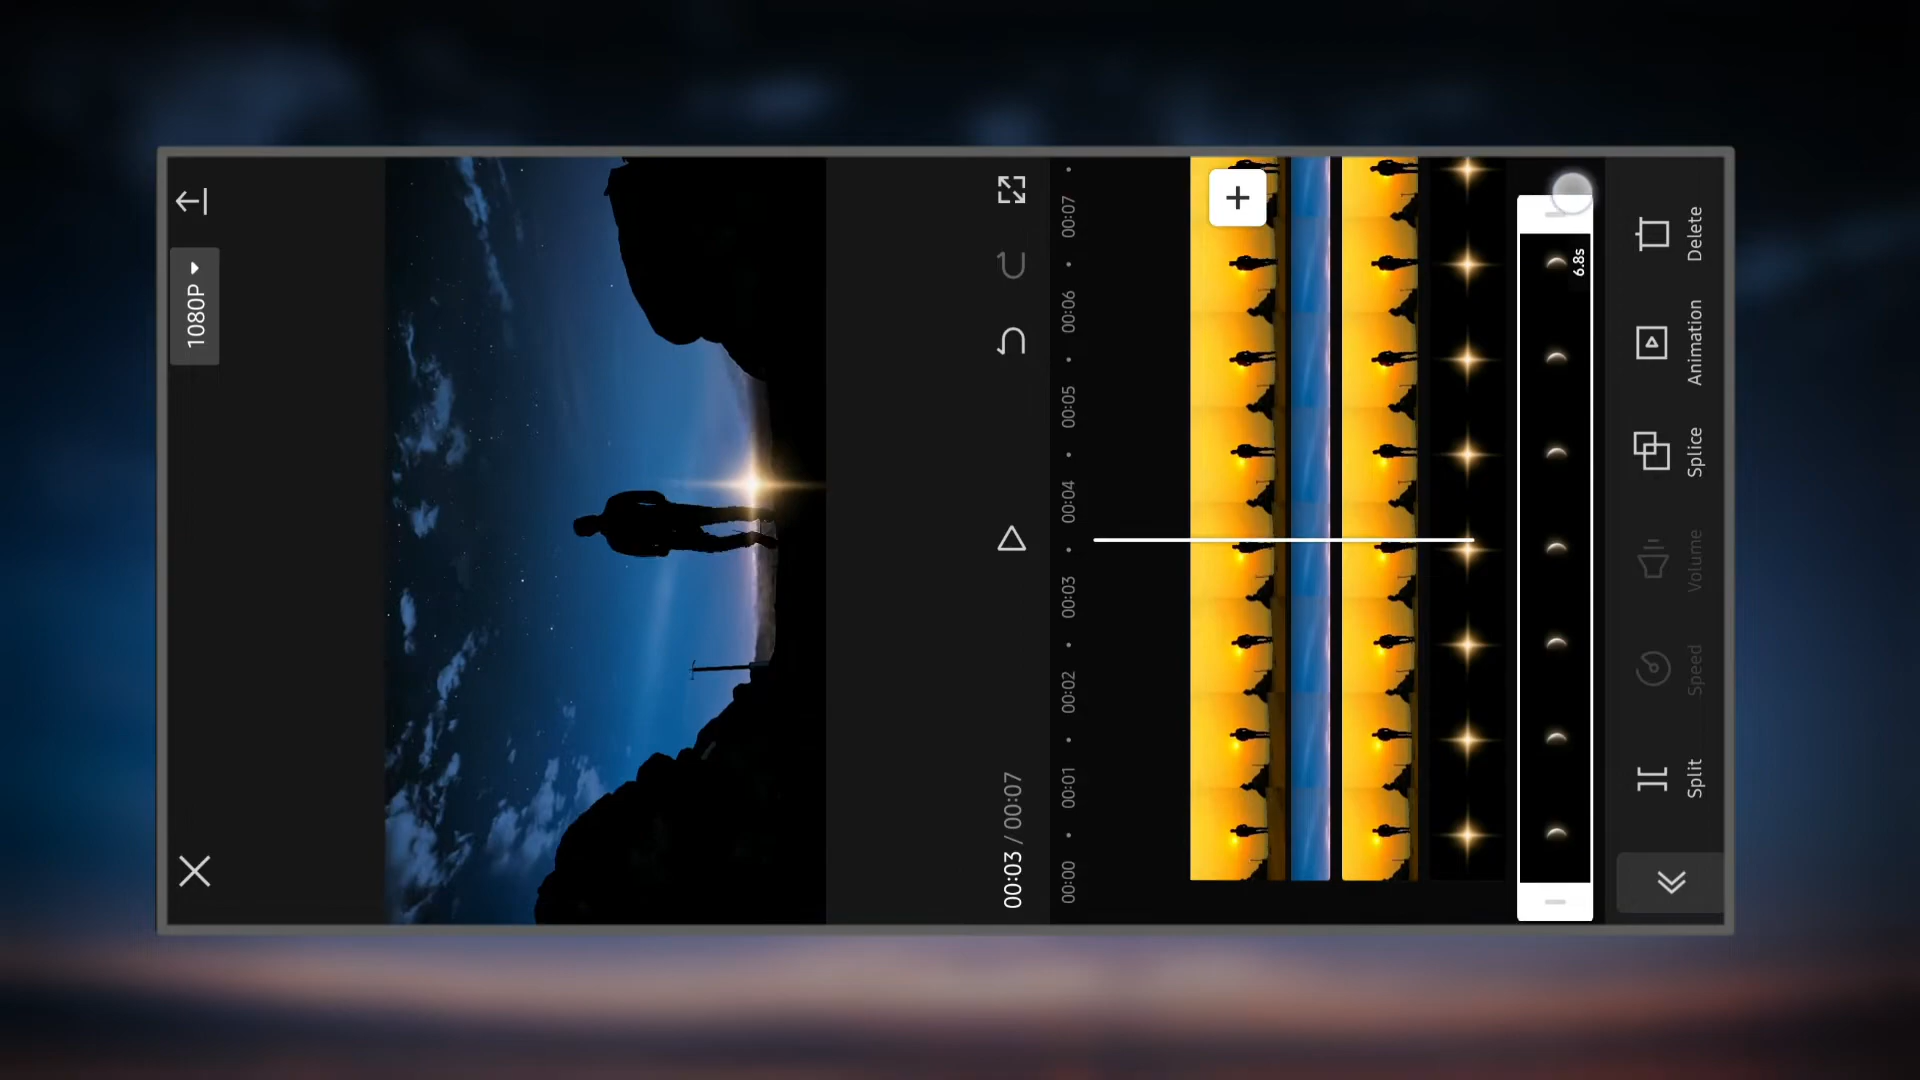 1080P
00:03 / 00:07
00:00
00:01
00:02
00:03
00:04
00:05
00:06
00:07
6.8s
Split
Speed
Volume
Splice
Animation
Delete